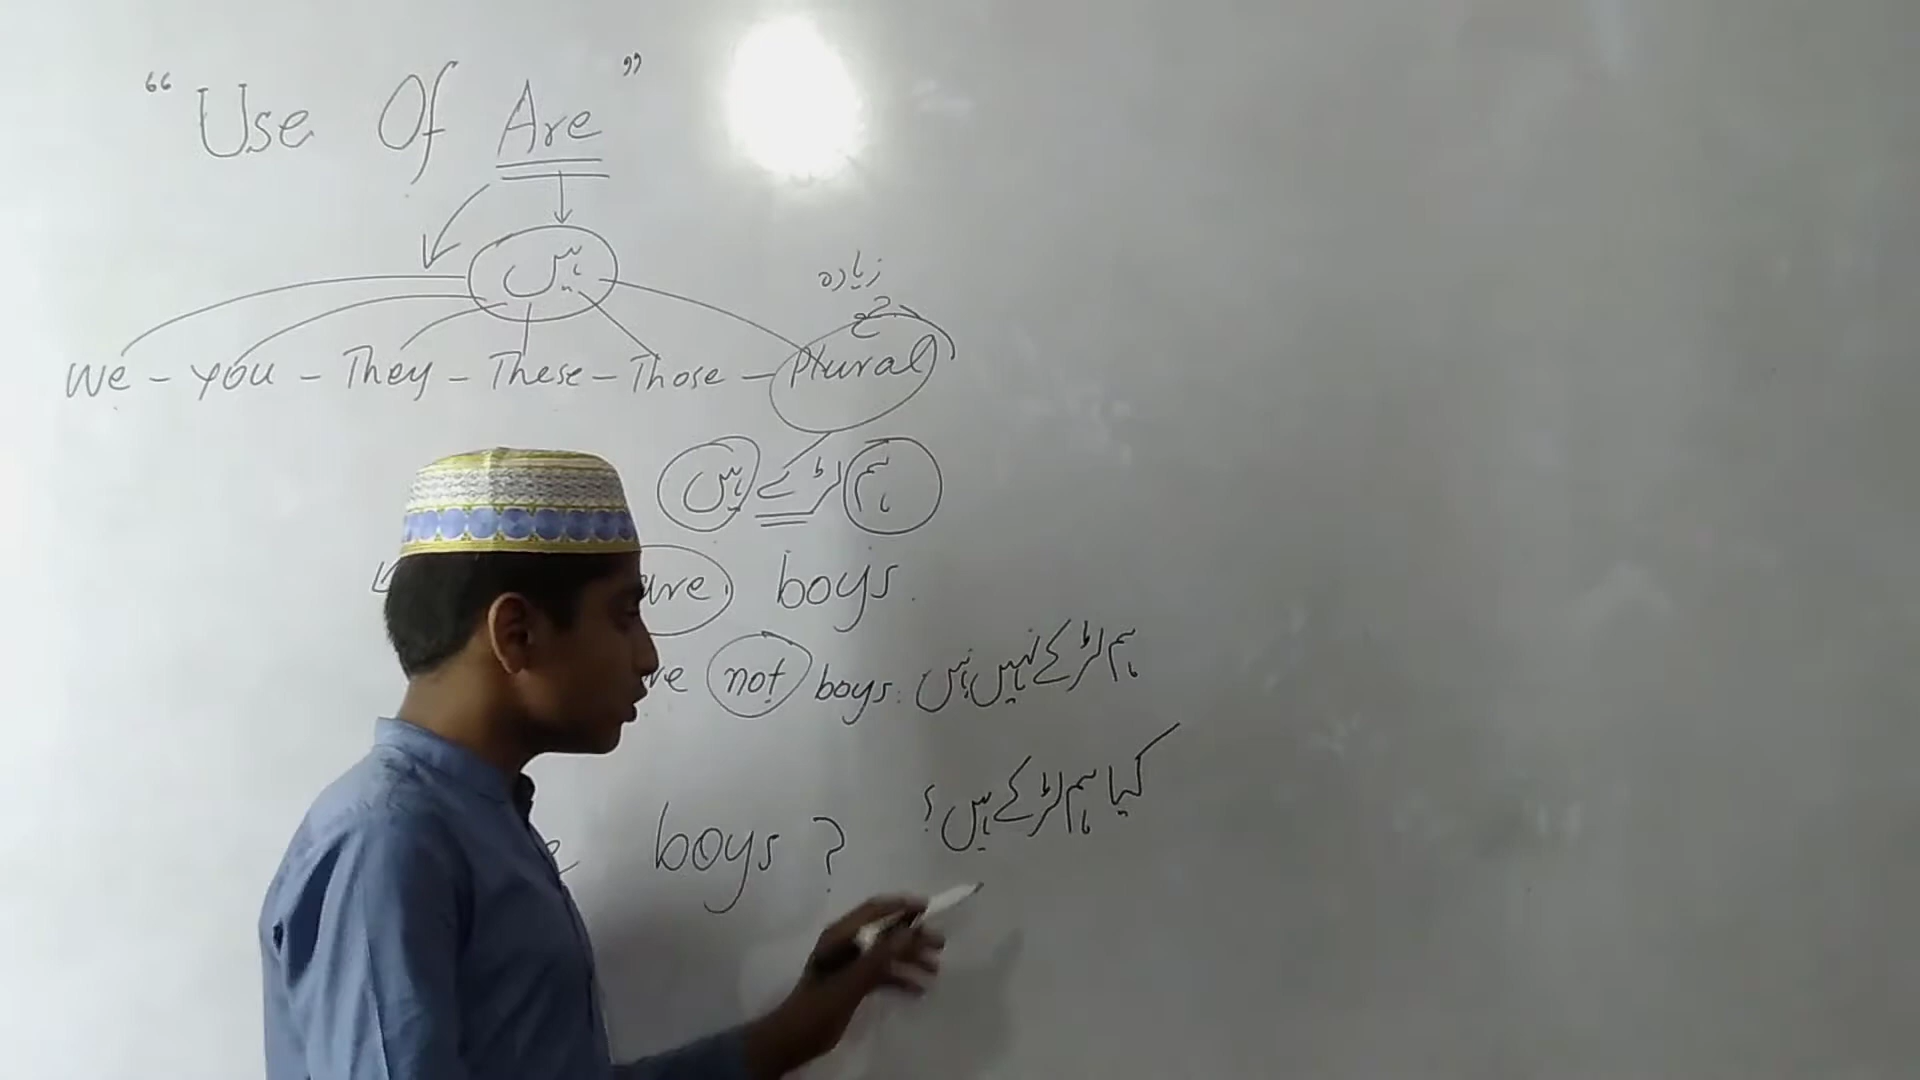 “Use Of Are”
ہیں
زیادہ
جمع
We - You - They - These - Those - Plural
ہم لڑکے ہیں
are boys.
not boys. ہم لڑکے نہیں ہیں
boys? کیا ہم لڑکے ہیں؟